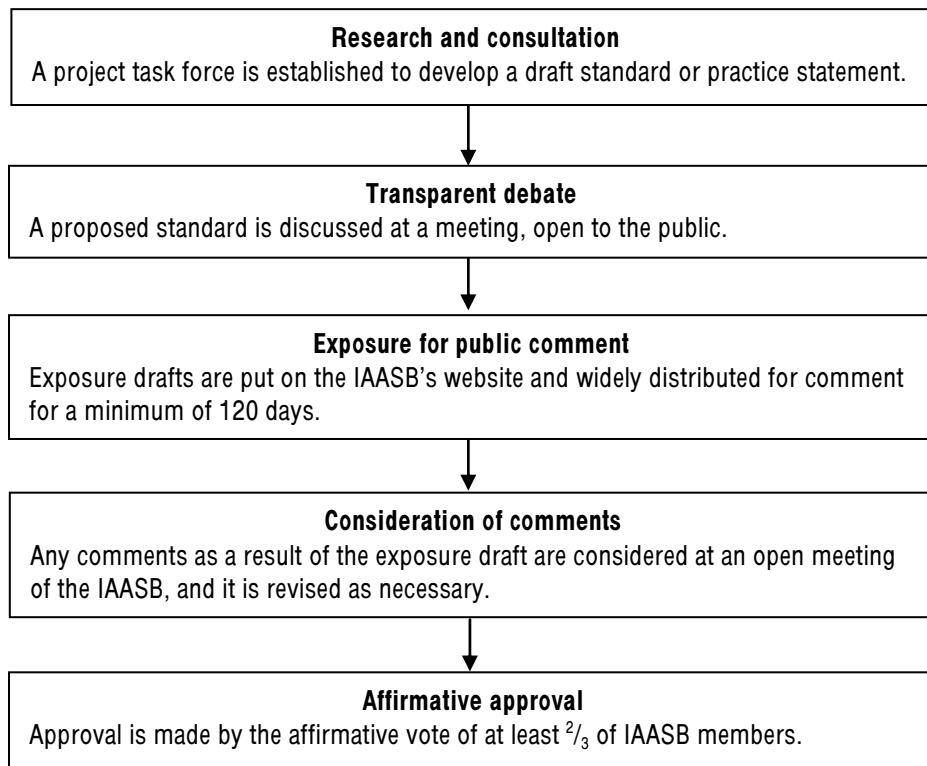 Research and consultation
A project task force is established to develop a draft standard or practice statement.
Transparent debate
A proposed standard is discussed at a meeting, open to the public.
Exposure for public comment
Exposure drafts are put on the IAASB's website and widely distributed for comment
for a minimum of 120 days.
Consideration of comments
Any comments as a result of the exposure draft are considered at an open meeting
of the IAASB, and it is revised as necessary.
Affirmative approval
Approval is made by the affirmative vote of at least 2/3 of IAASB members.